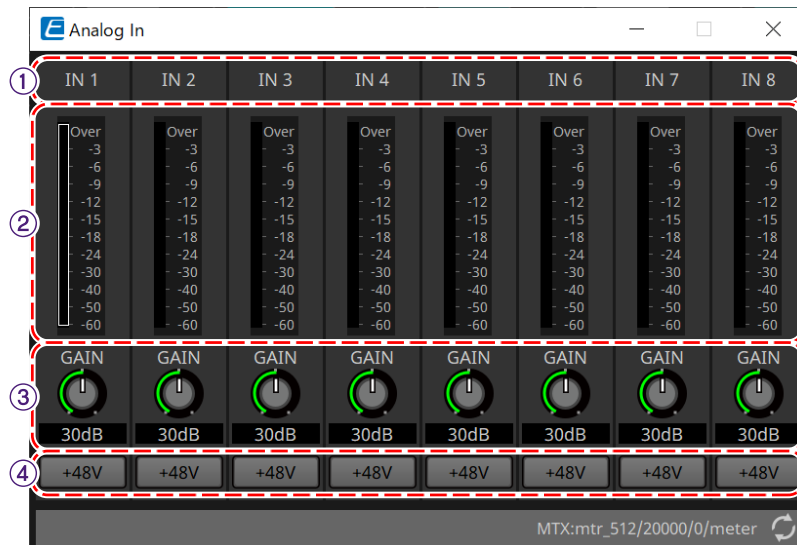 E Analog In
① IN 1 IN 2 IN 3 IN 4 IN 5 IN 6 IN 7 IN 8
②
Over Over Over Over Over Over Over Over
-3 -3 -3 -3 -3 -3 -3 -3
-6 -6 -6 -6 -6 -6 -6 -6
-9 -9 -9 -9 -9 -9 -9 -9
-12 -12 -12 -12 -12 -12 -12 -12
-15 -15 -15 -15 -15 -15 -15 -15
-18 -18 -18 -18 -18 -18 -18 -18
-24 -24 -24 -24 -24 -24 -24 -24
-30 -30 -30 -30 -30 -30 -30 -30
-40 -40 -40 -40 -40 -40 -40 -40
-50 -50 -50 -50 -50 -50 -50 -50
-60 -60 -60 -60 -60 -60 -60 -60
GAIN GAIN GAIN GAIN GAIN GAIN GAIN GAIN
③
30dB 30dB 30dB 30dB 30dB 30dB 30dB 30dB
④ +48V +48V +48V +48V +48V +48V +48V +48V
MTX:mtr_512/20000/0/meter